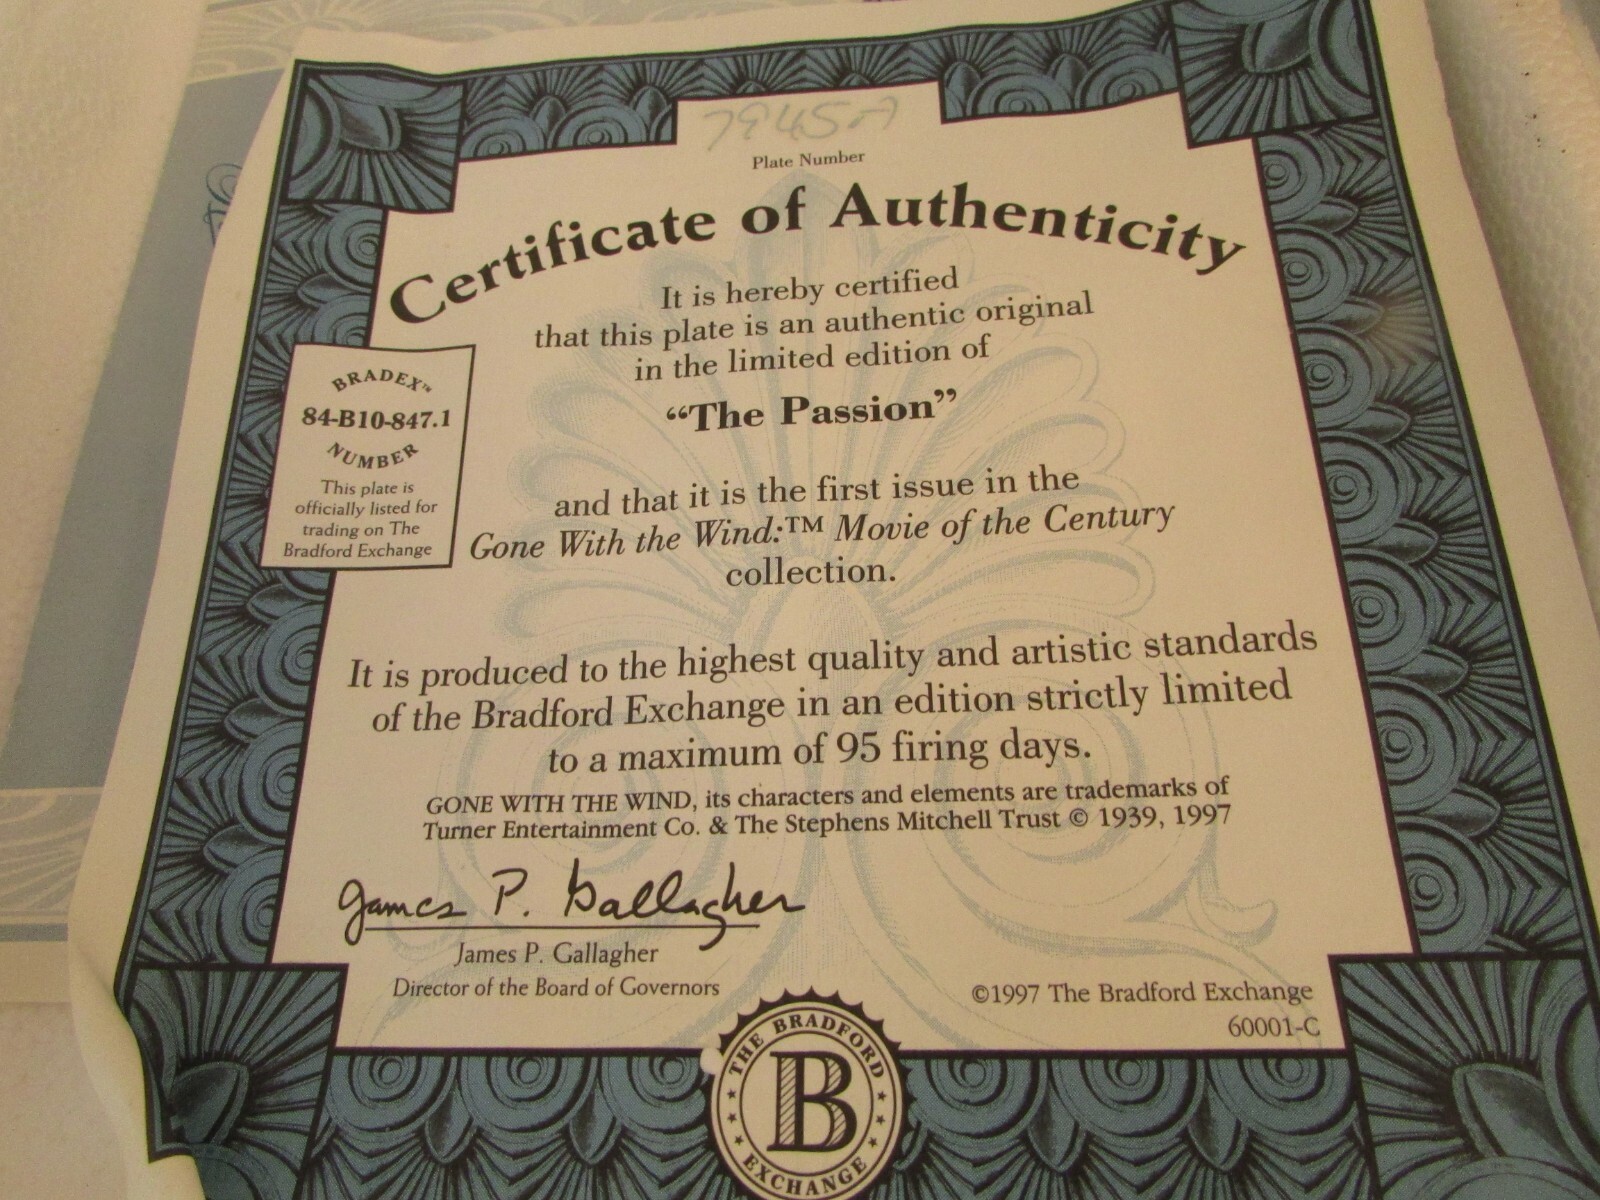 7945A
Plate Number
Certificate of Authenticity
It is hereby certified
that this plate is an authentic original
in the limited edition of
“The Passion”
BRADEX™
84-B10-847.1
NUMBER
This plate is
officially listed for
trading on The
Bradford Exchange
and that it is the first issue in the
Gone With the Wind:™ Movie of the Century
collection.
It is produced to the highest quality and artistic standards
of the Bradford Exchange in an edition strictly limited
to a maximum of 95 firing days.
GONE WITH THE WIND, its characters and elements are trademarks of
Turner Entertainment Co. & The Stephens Mitchell Trust © 1939, 1997
James P. Gallagher
James P. Gallagher
Director of the Board of Governors
©1997 The Bradford Exchange
60001-C
THE BRADFORD
B
EXCHANGE